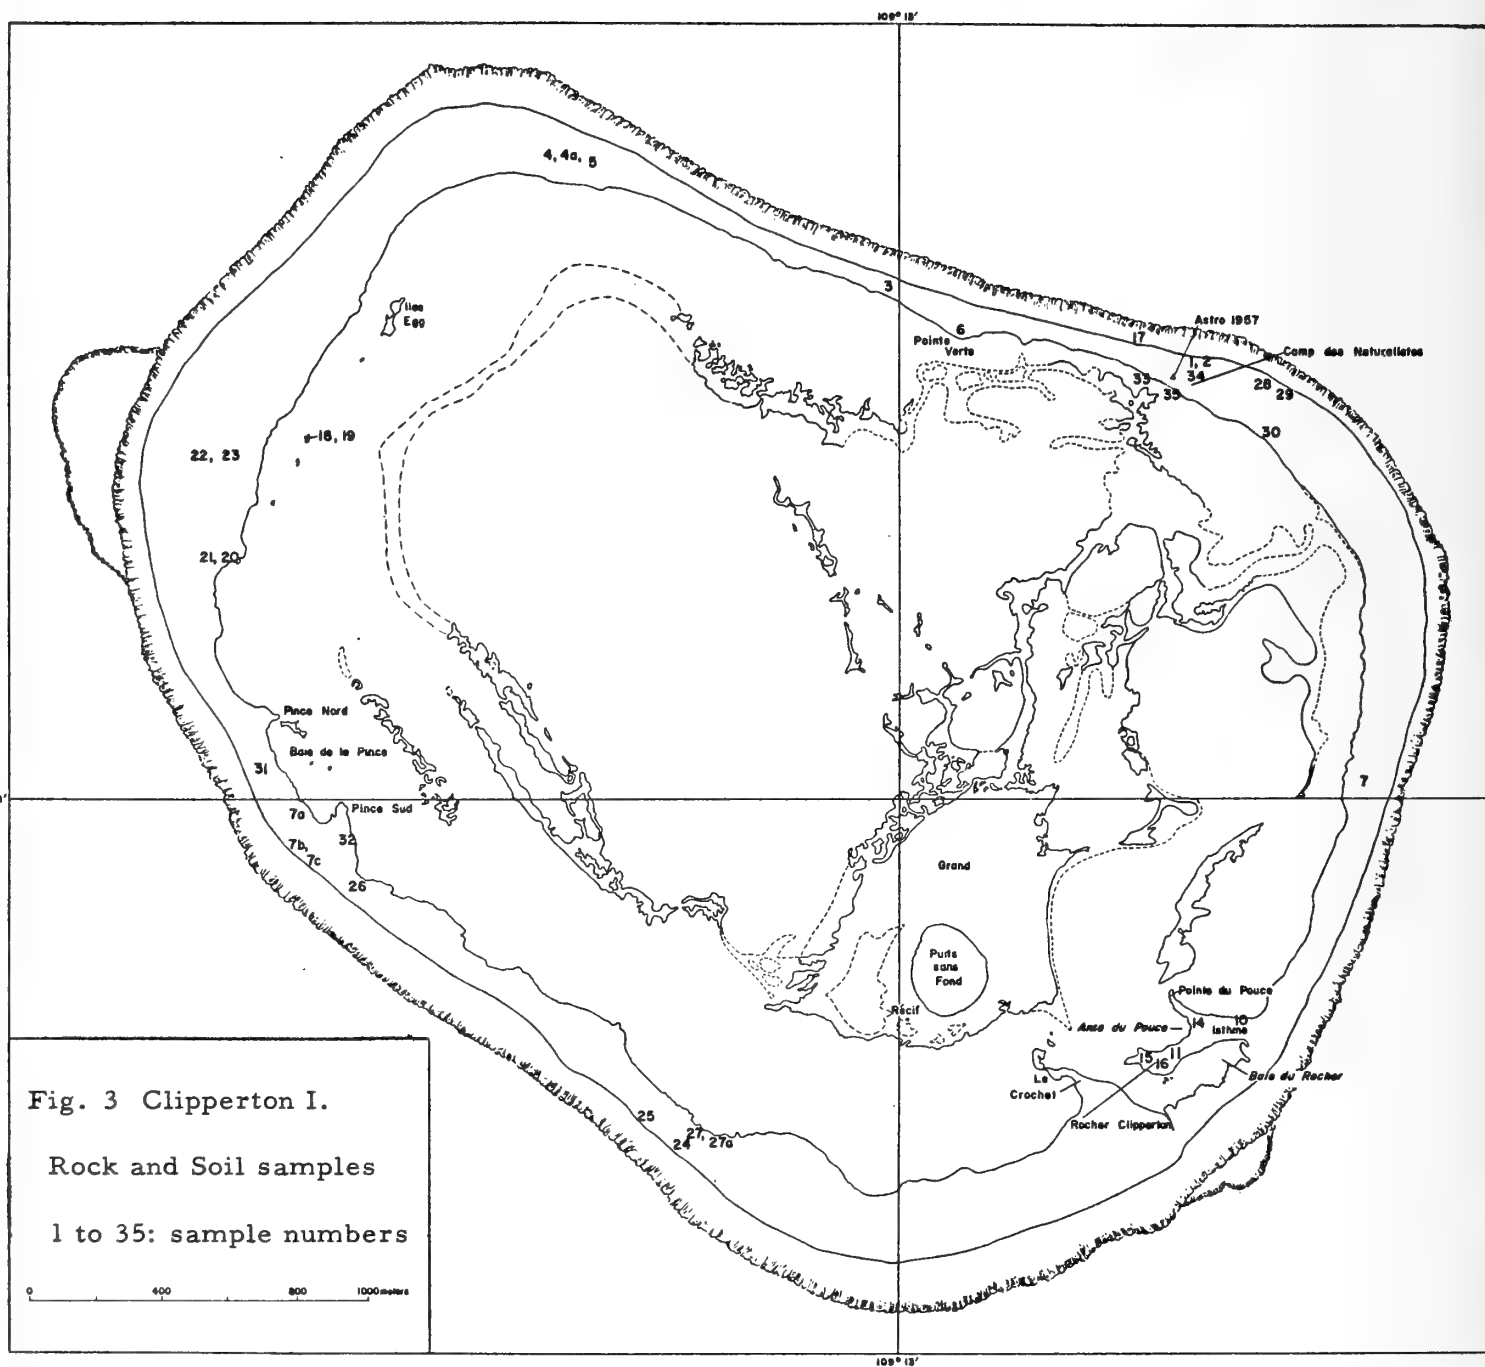 109° 13'
4, 4a, 5
3
Iles
Egg
6
Pointe
Verte
17
Astro 1957
Camp des Naturalistes
1, 2
34
33
35
28
29
30
18, 19
22, 23
21, 20
Pince Nord
Baie de la Pince
31
Pince Sud
7a
32
7b,
7c
26
7
Grand
Puits
sans
Fond
Récif
Pointe du Pouce
Anse du Pouce
14
10
Isthme
15
16
11
Baie du Rocher
Le
Crochet
Rocher Clipperton
25
27, 27a
24
Fig. 3 Clipperton I.
Rock and Soil samples
1 to 35: sample numbers
0 400 800 1000 meters
109° 13'